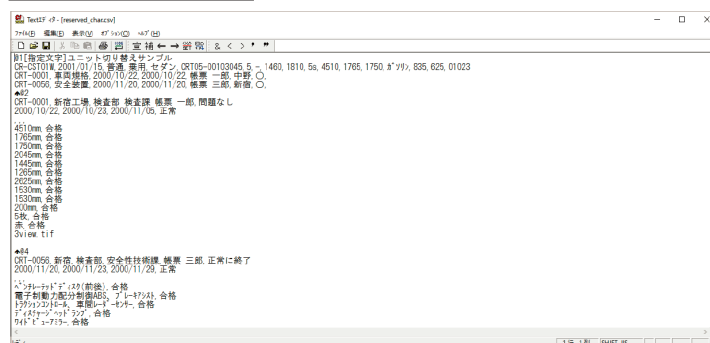 Textｴﾃﾞｨﾀ - [reserved_char.csv]
ﾌｧｲﾙ(F) 編集(E) 表示(V) ｵﾌﾟｼｮﾝ(O) ﾍﾙﾌﾟ(H)
宣 補 ← → 習 緊 & < > ' "
@1[指定文字]ユニット切り替えサンプル
CR-CST01W, 2001/01/15, 普通, 乗用, セダン, CRT05-00103045, 5, -, 1460, 1810, 5s, 4510, 1765, 1750, ｶﾞｿﾘﾝ, 835, 625, 01023
CRT-0001, 車両規格, 2000/10/22, 2000/10/22, 帳票 一郎, 中野, ○,
CRT-0056, 安全装置, 2000/11/20, 2000/11/20, 帳票 三郎, 新宿, ○,
♠@2
CRT-0001, 新宿工場, 検査部 検査課 帳票 一郎, 問題なし
2000/10/22, 2000/10/23, 2000/11/05, 正常
, , ,
4510mm, 合格
1765mm, 合格
1750mm, 合格
2045mm, 合格
1445mm, 合格
1265mm, 合格
2625mm, 合格
1530mm, 合格
1530mm, 合格
200mm, 合格
5枚, 合格
赤, 合格
3view.tif
♠@4
CRT-0056, 新宿, 検査部, 安全性技術課, 帳票 三郎, 正常に終了
2000/11/20, 2000/11/23, 2000/11/29, 正常
, , ,
ﾍﾞﾝﾁﾚｰﾃｯﾄﾞﾃﾞｨｽｸ(前後), 合格
電子制動力配分制御ABS、ﾌﾞﾚｰｷｱｼｽﾄ, 合格
ﾄﾗｸｼｮﾝｺﾝﾄﾛｰﾙ、車間ﾚｰﾀﾞｰｾﾝｻｰ, 合格
ﾃﾞｨｽﾁｬｰｼﾞﾍｯﾄﾞﾗﾝﾌﾟ, 合格
ﾜｲﾄﾞﾋﾞｭｰｱﾐﾗｰ, 合格